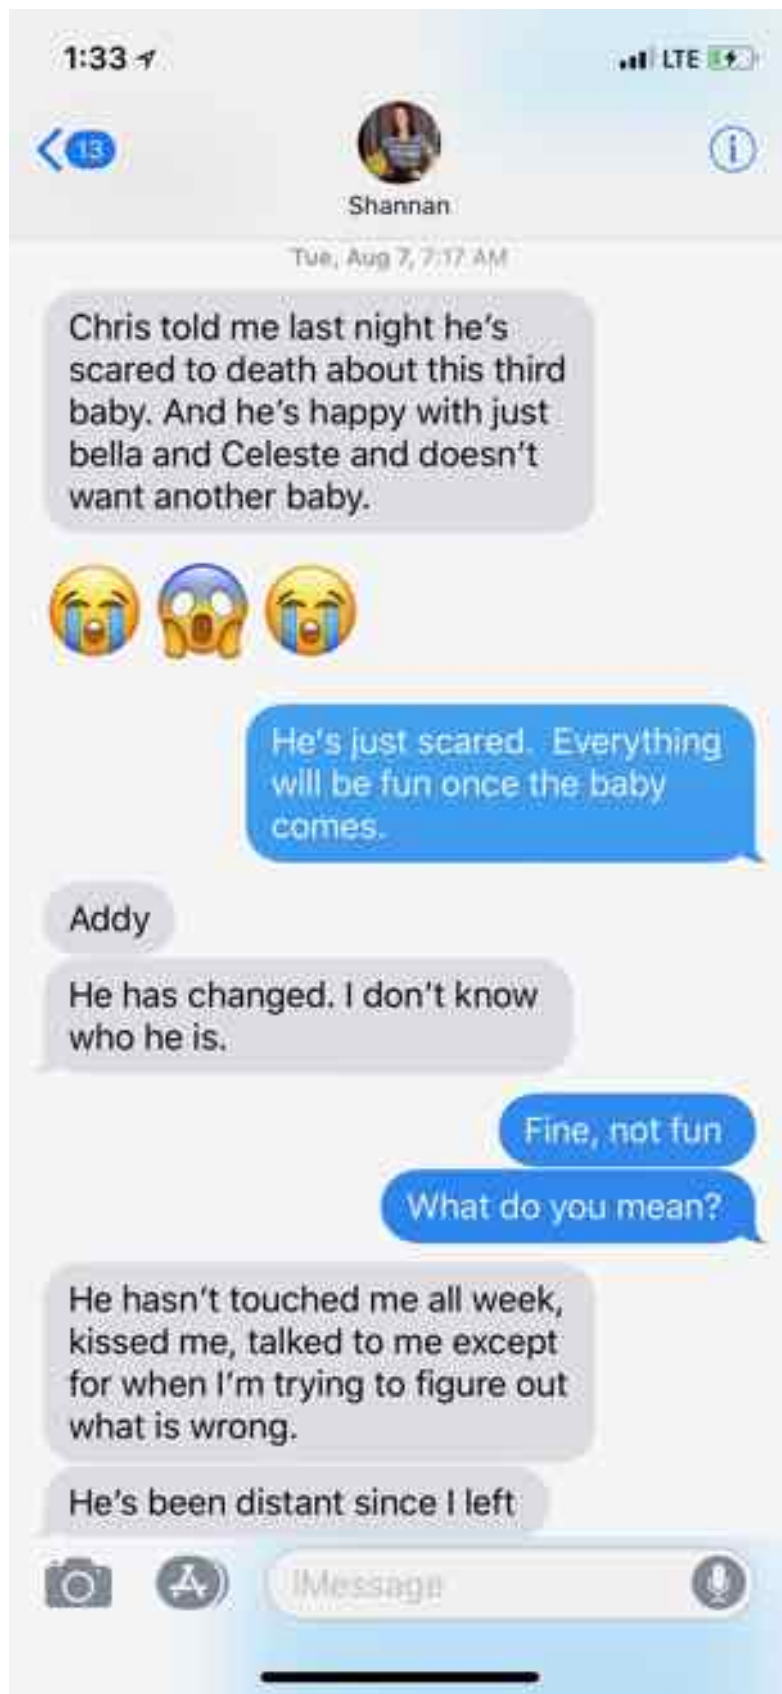 1:33
LTE
13
Shannan
Tue, Aug 7, 7:17 AM
Chris told me last night he's
scared to death about this third
baby. And he's happy with just
bella and Celeste and doesn't
want another baby.
He's just scared.  Everything
will be fun once the baby
comes.
Addy
He has changed. I don't know
who he is.
Fine, not fun
What do you mean?
He hasn't touched me all week,
kissed me, talked to me except
for when I'm trying to figure out
what is wrong.
He's been distant since I left
iMessage